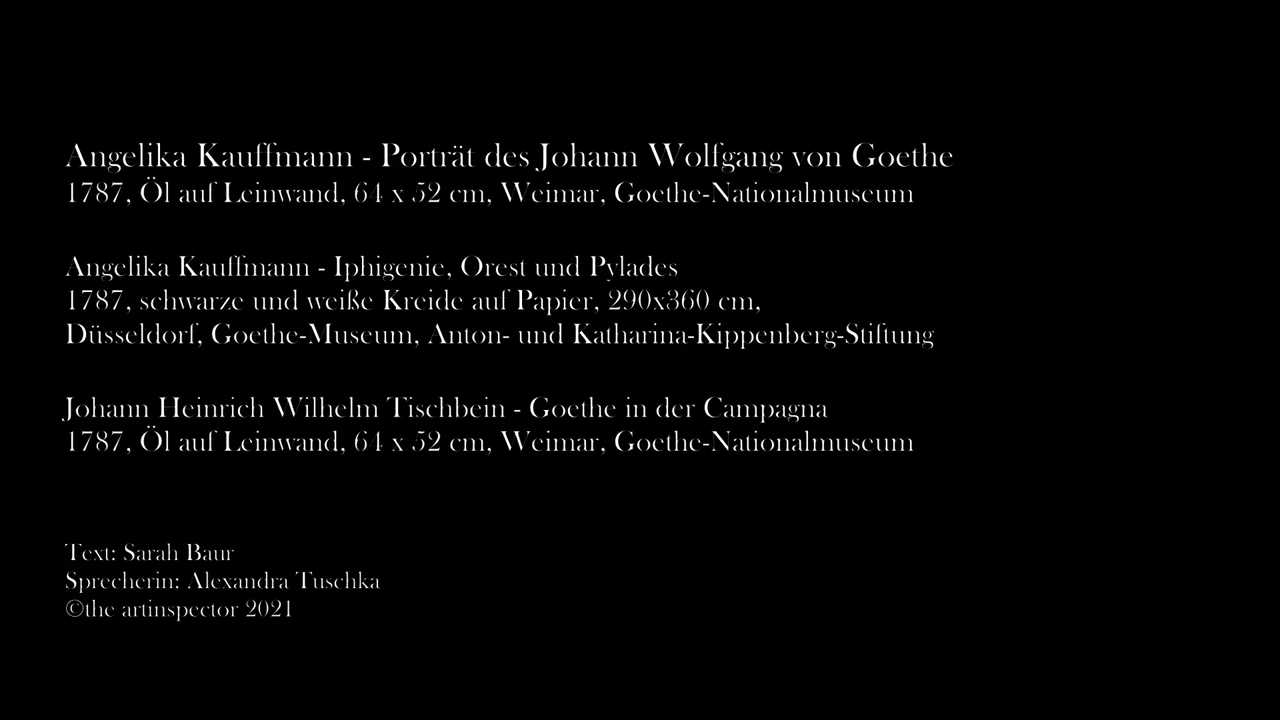 Angelika Kauffmann - Porträt des Johann Wolfgang von Goethe
1787, Öl auf Leinwand, 64 x 52 cm, Weimar, Goethe-Nationalmuseum
Angelika Kauffmann - Iphigenie, Orest und Pylades
1787, schwarze und weiße Kreide auf Papier, 290x360 cm,
Düsseldorf, Goethe-Museum, Anton- und Katharina-Kippenberg-Stiftung
Johann Heinrich Wilhelm Tischbein - Goethe in der Campagna
1787, Öl auf Leinwand, 64 x 52 cm, Weimar, Goethe-Nationalmuseum
Text: Sarah Baur
Sprecherin: Alexandra Tuschka
©the artinspector 2021